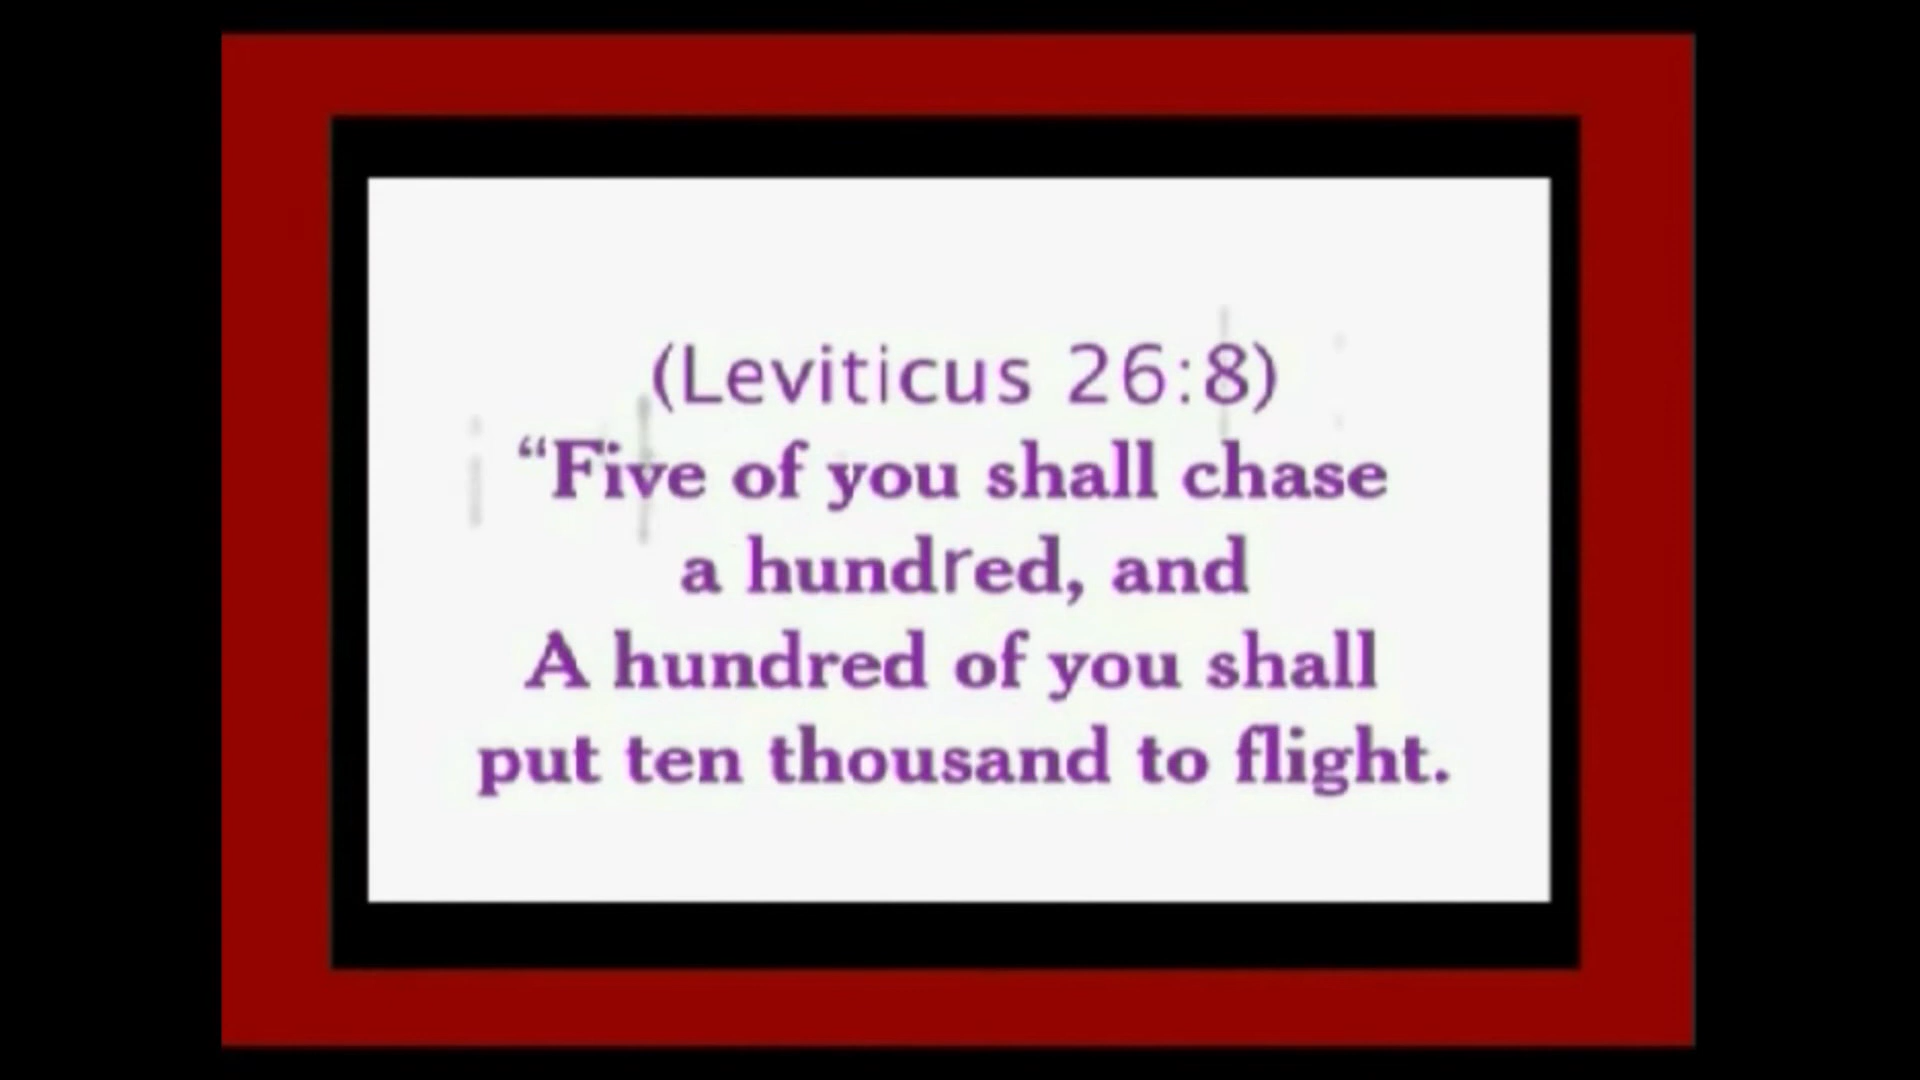 (Leviticus 26:8)
“Five of you shall chase
a hundred, and
A hundred of you shall
put ten thousand to flight.